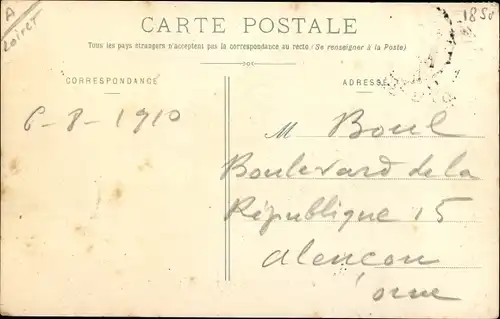 A
Loiret
1850
CARTE POSTALE
Tous les pays étrangers n'acceptent pas la correspondance au recto (Se renseigner à la Poste)
CORRESPONDANCE
ADRESSE
6-8-1910
M Boul
Boulevard de la
République 15
Alençon
Orne